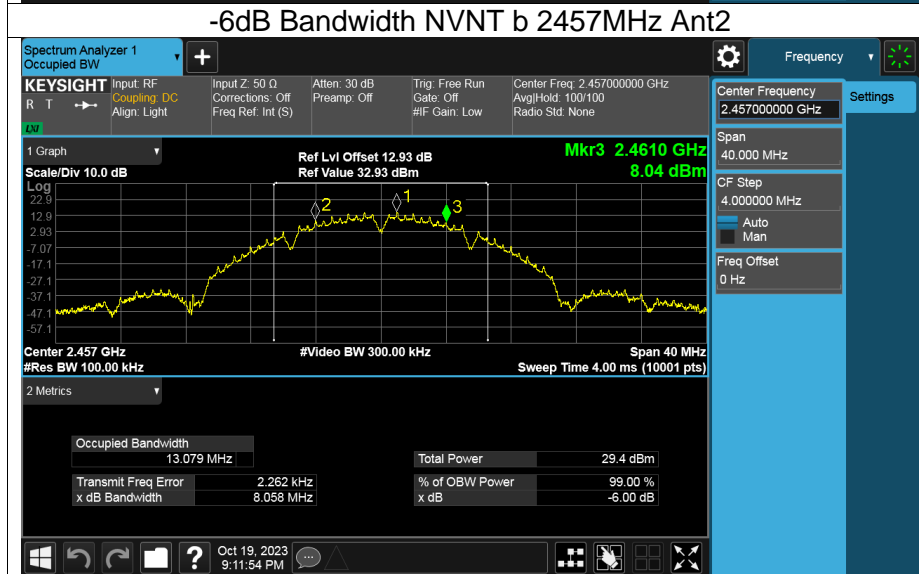 -6dB Bandwidth NVNT b 2457MHz Ant2
Spectrum Analyzer 1
Occupied BW
+
Frequency
KEYSIGHT
R T
LXI
Input: RF
Coupling: DC
Align: Light
Input Z: 50 Ω
Corrections: Off
Freq Ref: Int (S)
Atten: 30 dB
Preamp: Off
Trig: Free Run
Gate: Off
#IF Gain: Low
Center Freq: 2.457000000 GHz
Avg|Hold: 100/100
Radio Std: None
Center Frequency
2.457000000 GHz
Settings
Span
40.000 MHz
CF Step
4.000000 MHz
Auto
Man
Freq Offset
0 Hz
1 Graph
Ref Lvl Offset 12.93 dB
Mkr3 2.4610 GHz
Scale/Div 10.0 dB
Ref Value 32.93 dBm
8.04 dBm
Log
22.9
12.9
2.93
-7.07
-17.1
-27.1
-37.1
-47.1
-57.1
2
1
3
Center 2.457 GHz
#Video BW 300.00 kHz
Span 40 MHz
#Res BW 100.00 kHz
Sweep Time 4.00 ms (10001 pts)
2 Metrics
Occupied Bandwidth
13.079 MHz
Total Power 29.4 dBm
Transmit Freq Error 2.262 kHz
% of OBW Power 99.00 %
x dB Bandwidth 8.058 MHz
x dB -6.00 dB
?
Oct 19, 2023
9:11:54 PM